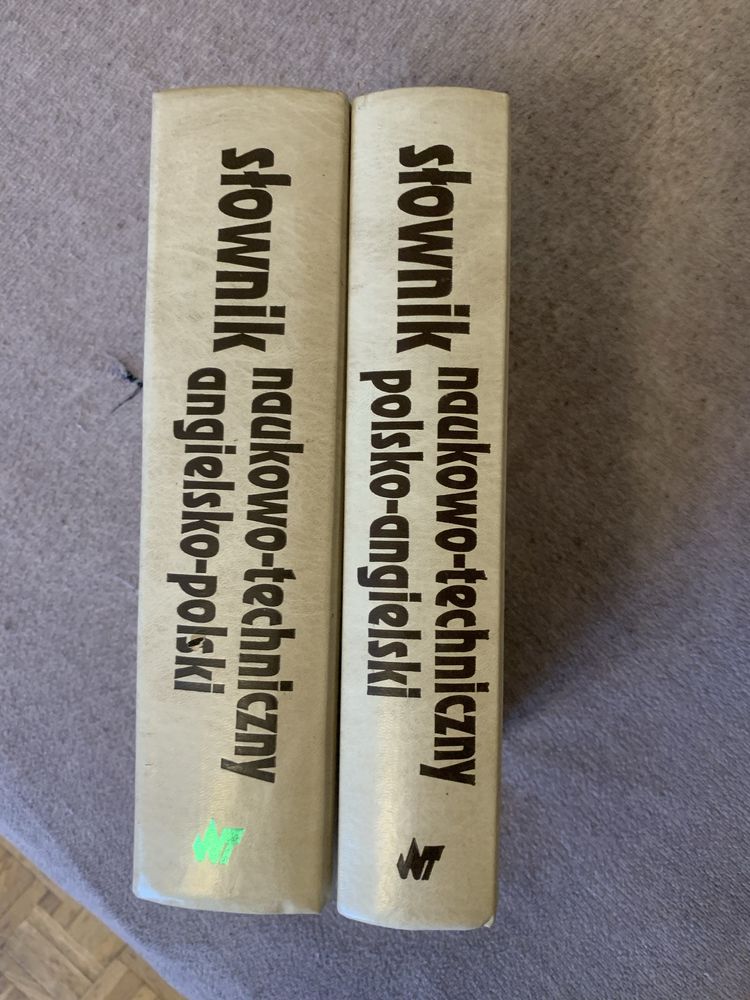 słownik
naukowo-techniczny
angielsko-polski
WNT
słownik
naukowo-techniczny
polsko-angielski
WNT